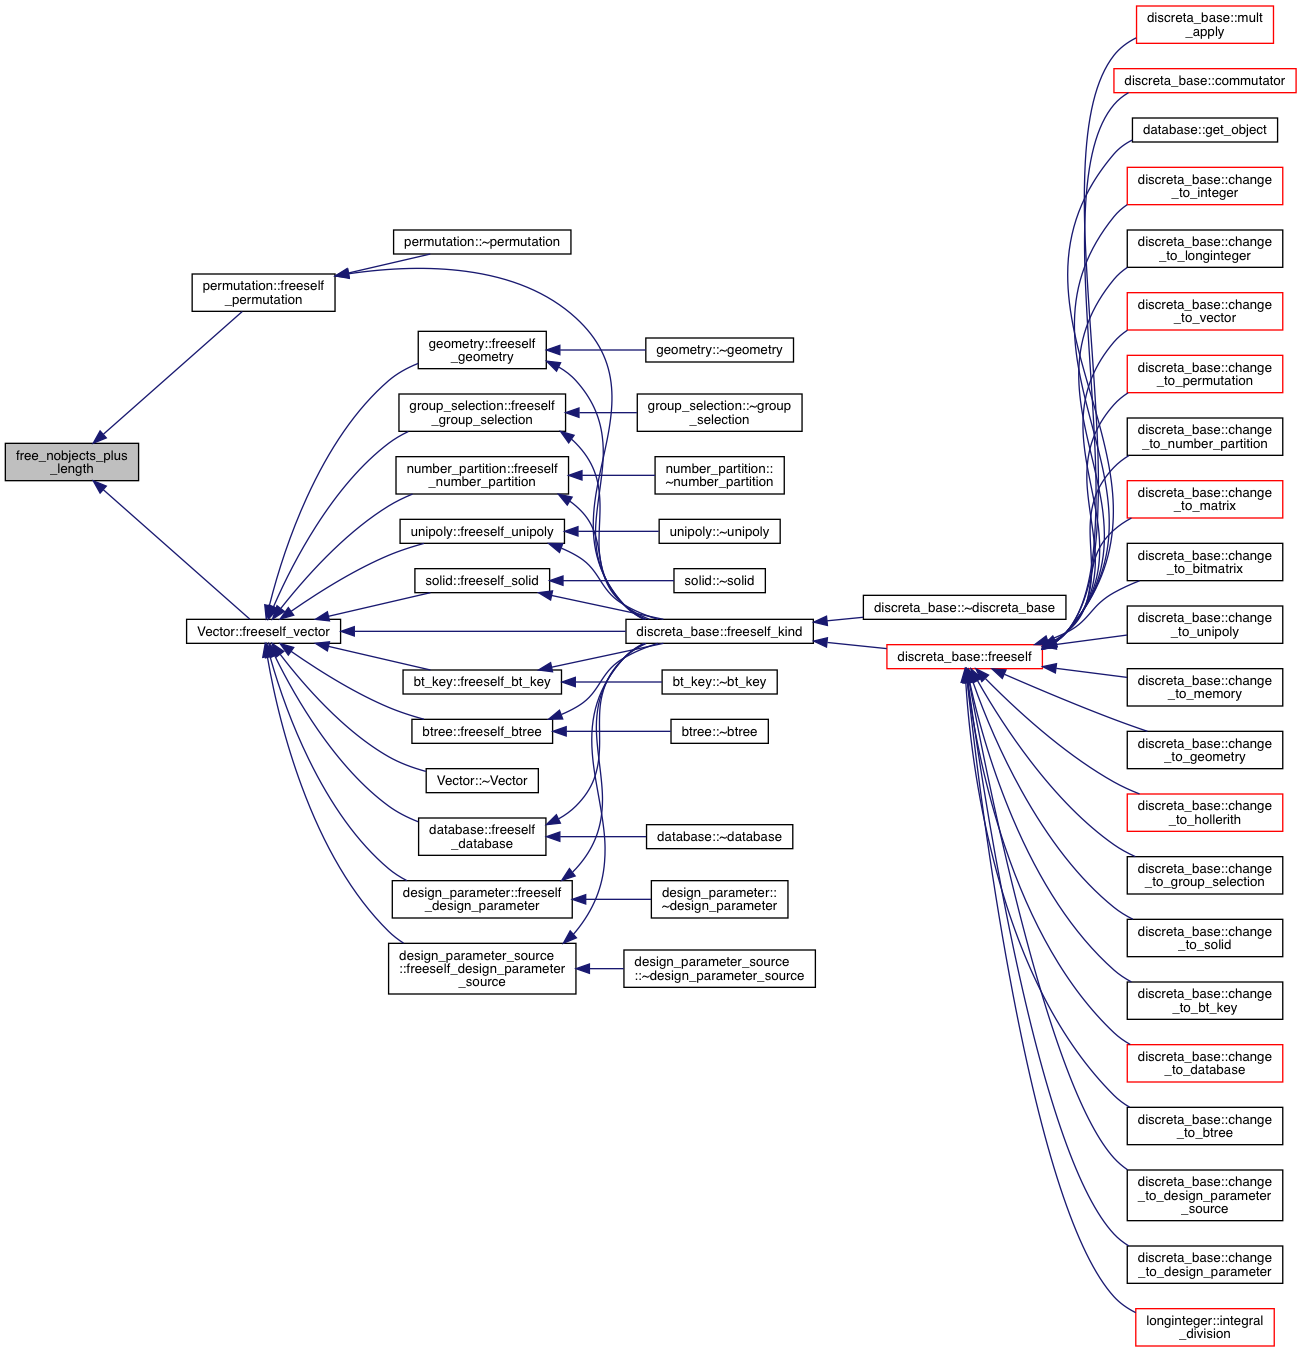 free_nobjects_plus
_length
permutation::freeself
_permutation
Vector::freeself_vector
permutation::~permutation
geometry::freeself
_geometry
group_selection::freeself
_group_selection
number_partition::freeself
_number_partition
unipoly::freeself_unipoly
solid::freeself_solid
bt_key::freeself_bt_key
btree::freeself_btree
Vector::~Vector
database::freeself
_database
design_parameter::freeself
_design_parameter
design_parameter_source
::freeself_design_parameter
_source
geometry::~geometry
group_selection::~group
_selection
number_partition::
~number_partition
unipoly::~unipoly
solid::~solid
discreta_base::freeself_kind
bt_key::~bt_key
btree::~btree
database::~database
design_parameter::
~design_parameter
design_parameter_source
::~design_parameter_source
discreta_base::~discreta_base
discreta_base::freeself
discreta_base::mult
_apply
discreta_base::commutator
database::get_object
discreta_base::change
_to_integer
discreta_base::change
_to_longinteger
discreta_base::change
_to_vector
discreta_base::change
_to_permutation
discreta_base::change
_to_number_partition
discreta_base::change
_to_matrix
discreta_base::change
_to_bitmatrix
discreta_base::change
_to_unipoly
discreta_base::change
_to_memory
discreta_base::change
_to_geometry
discreta_base::change
_to_hollerith
discreta_base::change
_to_group_selection
discreta_base::change
_to_solid
discreta_base::change
_to_bt_key
discreta_base::change
_to_database
discreta_base::change
_to_btree
discreta_base::change
_to_design_parameter
_source
discreta_base::change
_to_design_parameter
longinteger::integral
_division